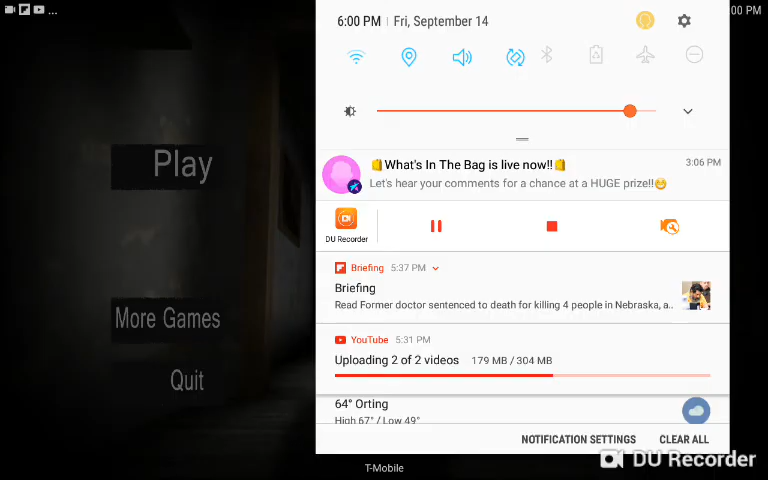 ...
:00 PM
6:00 PM | Fri, September 14
What's In The Bag is live now!!
3:06 PM
Let's hear your comments for a chance at a HUGE prize!!
DU Recorder
Briefing 5:37 PM
Briefing
Read Former doctor sentenced to death for killing 4 people in Nebraska, a..
YouTube 5:31 PM
Uploading 2 of 2 videos 179 MB / 304 MB
64° Orting
High 67° / Low 49°
NOTIFICATION SETTINGS CLEAR ALL
Play
More Games
Quit
T-Mobile
DU Recorder